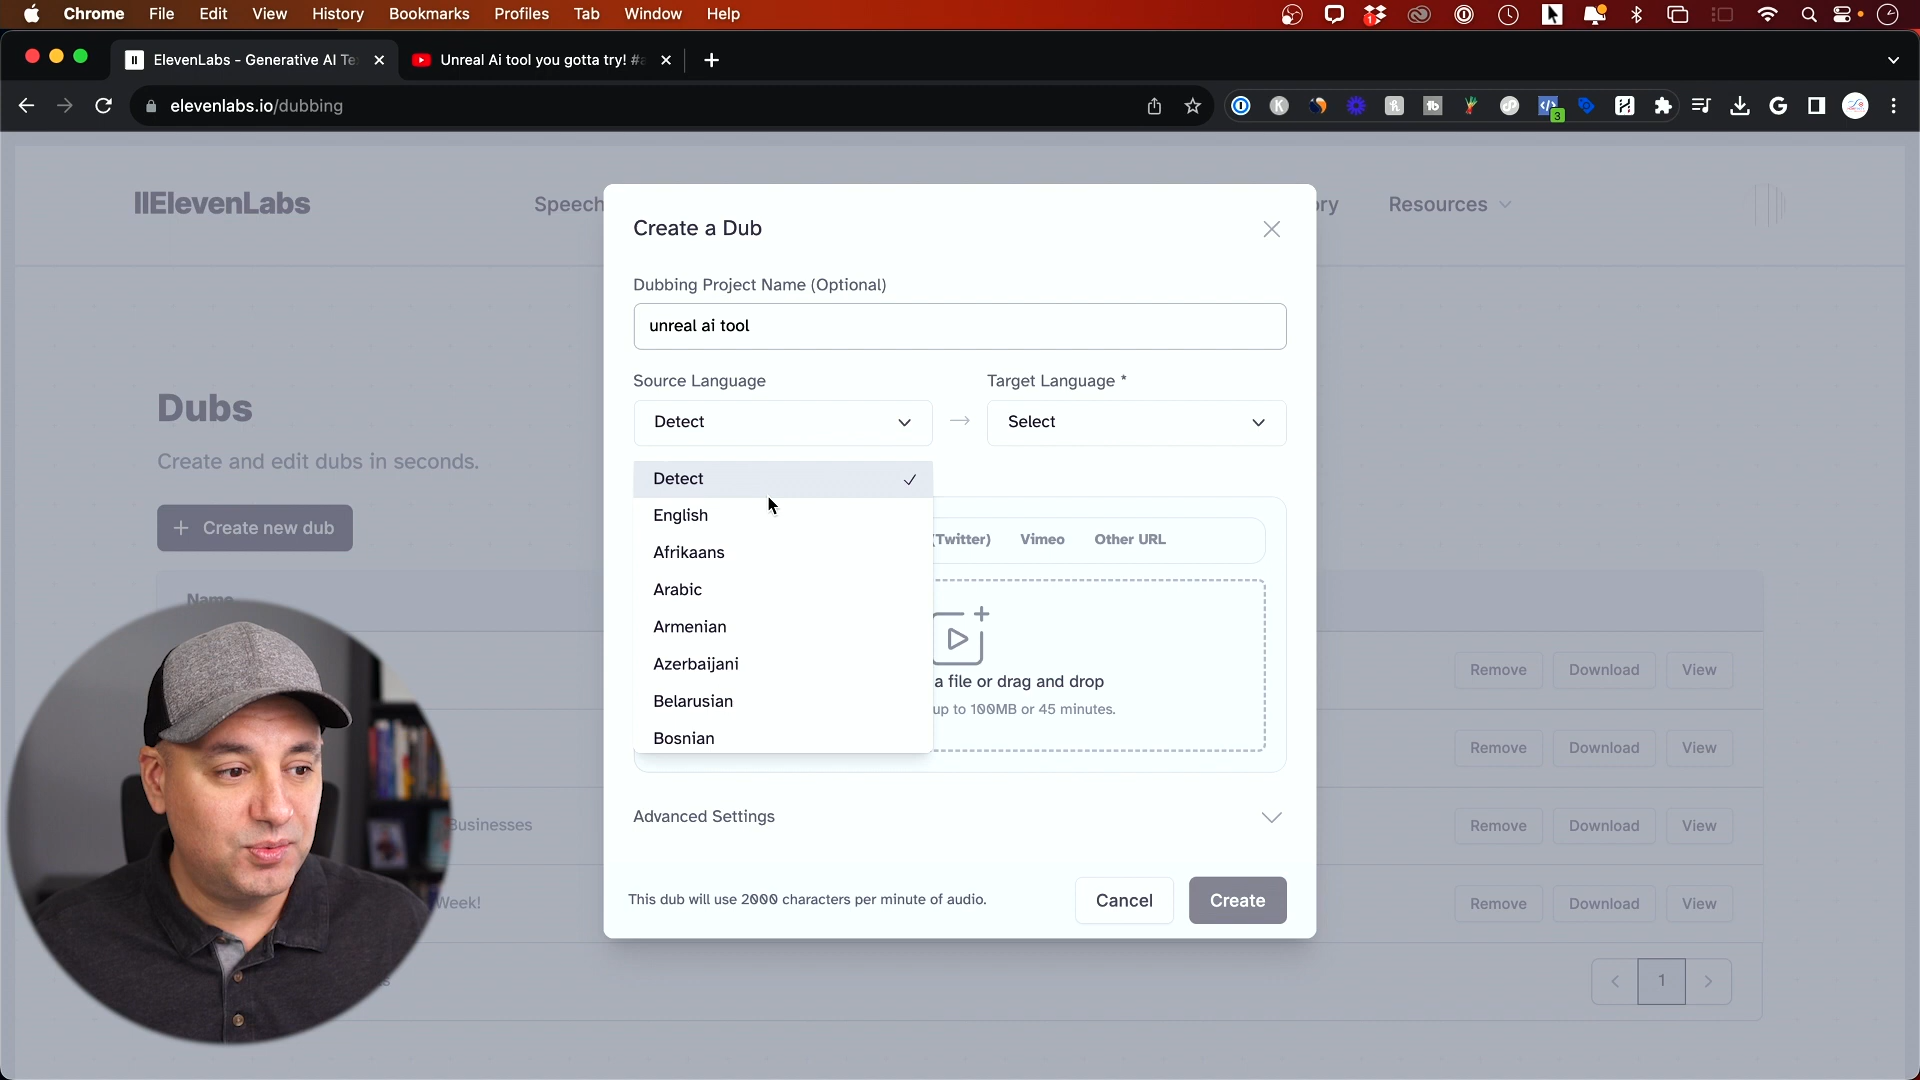 Chrome File Edit View History Bookmarks Profiles Tab Window Help
1
ElevenLabs - Generative AI Te
Unreal Ai tool you gotta try! #a
elevenlabs.io/dubbing
3
ElevenLabs
Speech
ory
Resources
Create a Dub
Dubbing Project Name (Optional)
unreal ai tool
Source Language
Target Language *
Detect
Select
Dubs
Create and edit dubs in seconds.
+ Create new dub
Name
Detect
English
Afrikaans
Arabic
Armenian
Azerbaijani
Belarusian
Bosnian
(Twitter) Vimeo Other URL
a file or drag and drop
up to 100MB or 45 minutes.
Remove Download View
Remove Download View
Businesses
Remove Download View
Week!
Remove Download View
Advanced Settings
This dub will use 2000 characters per minute of audio.
Cancel
Create
1